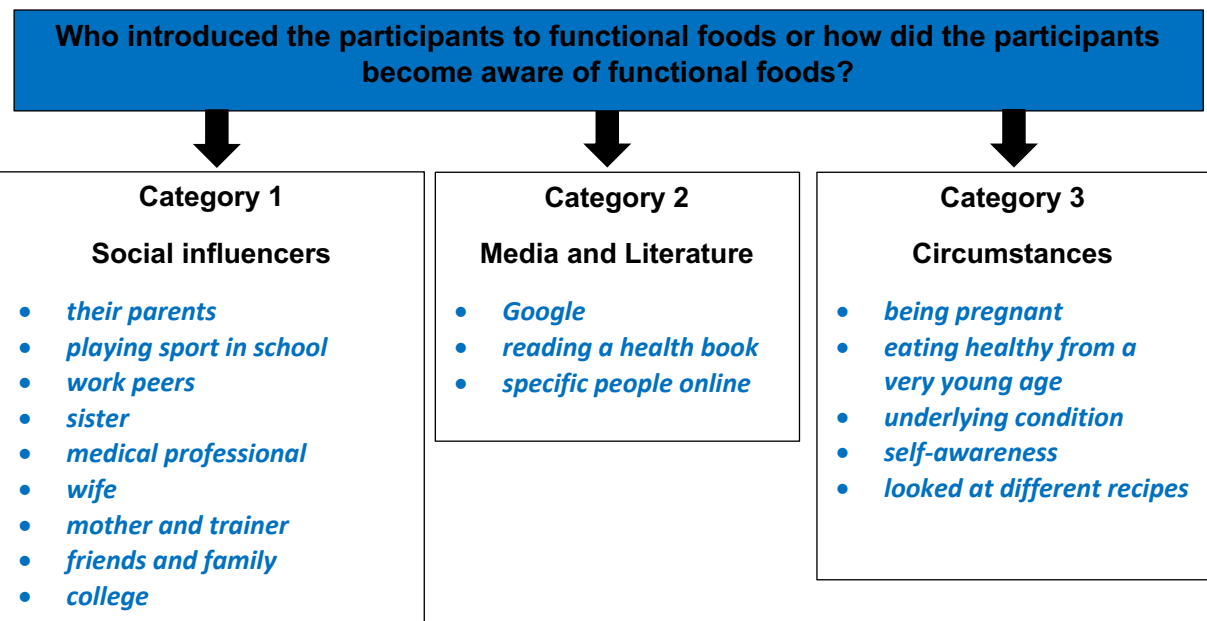 Who introduced the participants to functional foods or how did the participants
become aware of functional foods?
Category 1
Social influencers
• their parents
• playing sport in school
• work peers
• sister
• medical professional
• wife
• mother and trainer
• friends and family
• college
Category 2
Media and Literature
• Google
• reading a health book
• specific people online
Category 3
Circumstances
• being pregnant
• eating healthy from a
very young age
• underlying condition
• self-awareness
• looked at different recipes